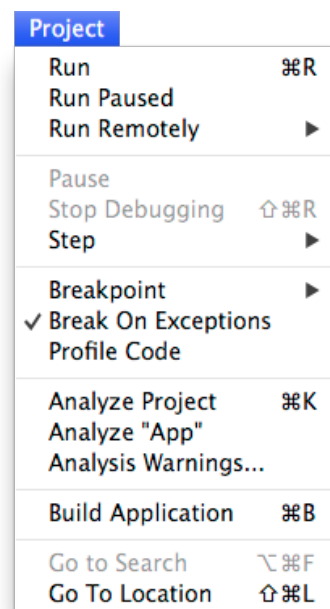 Project
Run ⌘R
Run Paused
Run Remotely ▶
Pause
Stop Debugging ⇧⌘R
Step ▶
Breakpoint ▶
✓ Break On Exceptions
Profile Code
Analyze Project ⌘K
Analyze "App"
Analysis Warnings...
Build Application ⌘B
Go to Search ⌥⌘F
Go To Location ⇧⌘L